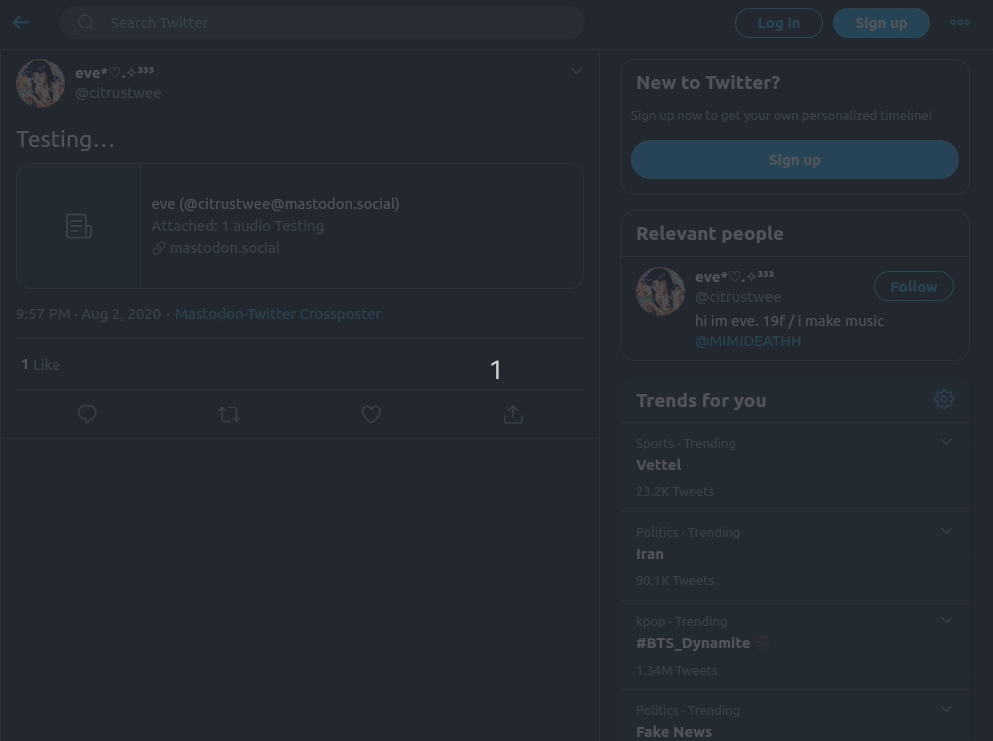 Search Twitter
Log in
Sign up
eve*♡.✧³³³
@citrustwee
Testing…
eve (@citrustwee@mastodon.social)
Attached: 1 audio Testing
mastodon.social
9:57 PM · Aug 2, 2020 · Mastodon-Twitter Crossposter
1 Like
1
New to Twitter?
Sign up now to get your own personalized timeline!
Sign up
Relevant people
eve*♡.✧³³³
@citrustwee
Follow
hi im eve. 19f / i make music
@MIMIDEATHH
Trends for you
Sports · Trending
Vettel
23.2K Tweets
Politics · Trending
Iran
90.1K Tweets
kpop · Trending
#BTS_Dynamite
1.34M Tweets
Politics · Trending
Fake News